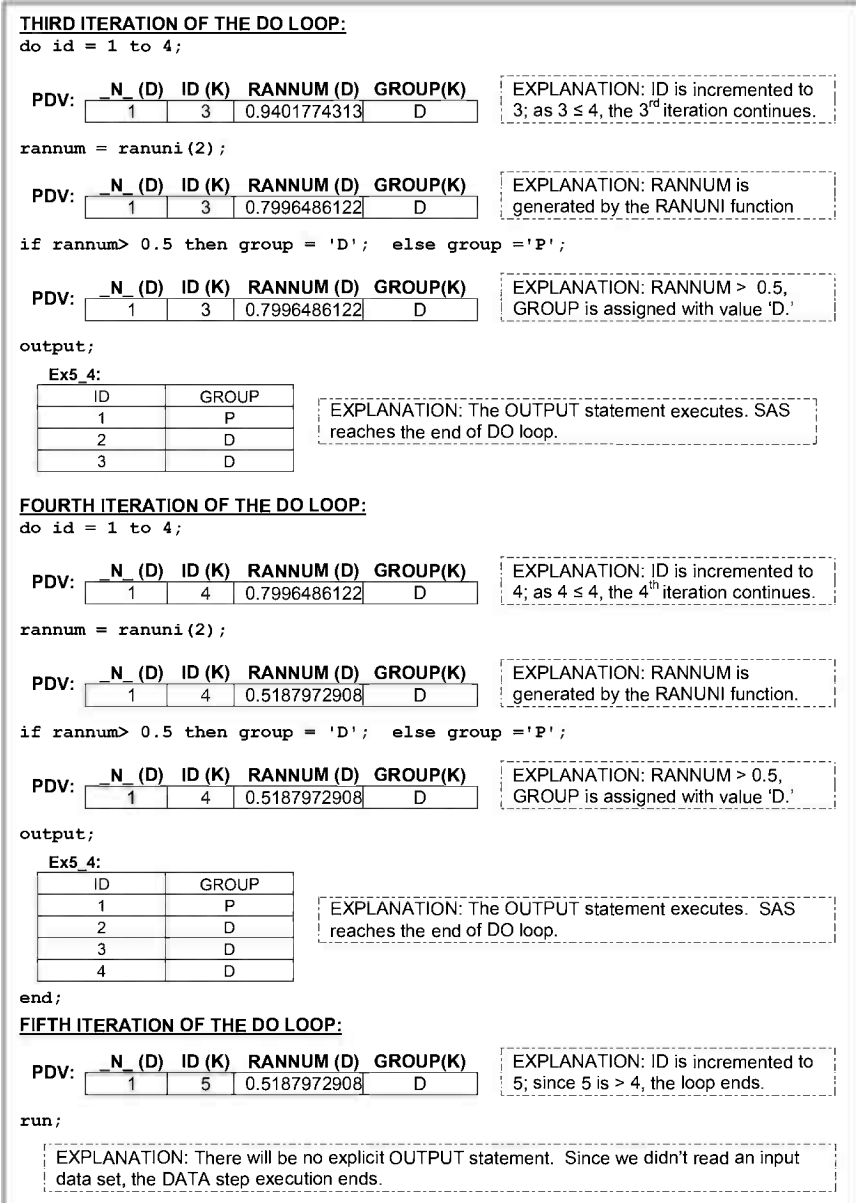 THIRD ITERATION OF THE DO LOOP:
do id = 1 to 4;
PDV: _N_ (D) ID (K) RANNUM (D) GROUP(K)
1 3 0.9401774313 D
EXPLANATION: ID is incremented to
3; as 3 ≤ 4, the 3rd iteration continues.
rannum = ranuni(2);
PDV: _N_ (D) ID (K) RANNUM (D) GROUP(K)
1 3 0.7996486122 D
EXPLANATION: RANNUM is
generated by the RANUNI function
if rannum> 0.5 then group = 'D'; else group ='P';
PDV: _N_ (D) ID (K) RANNUM (D) GROUP(K)
1 3 0.7996486122 D
EXPLANATION: RANNUM > 0.5,
GROUP is assigned with value ‘D.’
output;
Ex5_4:
ID GROUP
1 P
2 D
3 D
EXPLANATION: The OUTPUT statement executes. SAS
reaches the end of DO loop.
FOURTH ITERATION OF THE DO LOOP:
do id = 1 to 4;
PDV: _N_ (D) ID (K) RANNUM (D) GROUP(K)
1 4 0.7996486122 D
EXPLANATION: ID is incremented to
4; as 4 ≤ 4, the 4th iteration continues.
rannum = ranuni(2);
PDV: _N_ (D) ID (K) RANNUM (D) GROUP(K)
1 4 0.5187972908 D
EXPLANATION: RANNUM is
generated by the RANUNI function.
if rannum> 0.5 then group = 'D'; else group ='P';
PDV: _N_ (D) ID (K) RANNUM (D) GROUP(K)
1 4 0.5187972908 D
EXPLANATION: RANNUM > 0.5,
GROUP is assigned with value ‘D.’
output;
Ex5_4:
ID GROUP
1 P
2 D
3 D
4 D
EXPLANATION: The OUTPUT statement executes. SAS
reaches the end of DO loop.
end;
FIFTH ITERATION OF THE DO LOOP:
PDV: _N_ (D) ID (K) RANNUM (D) GROUP(K)
1 5 0.5187972908 D
EXPLANATION: ID is incremented to
5; since 5 is > 4, the loop ends.
run;
EXPLANATION: There will be no explicit OUTPUT statement. Since we didn’t read an input
data set, the DATA step execution ends.